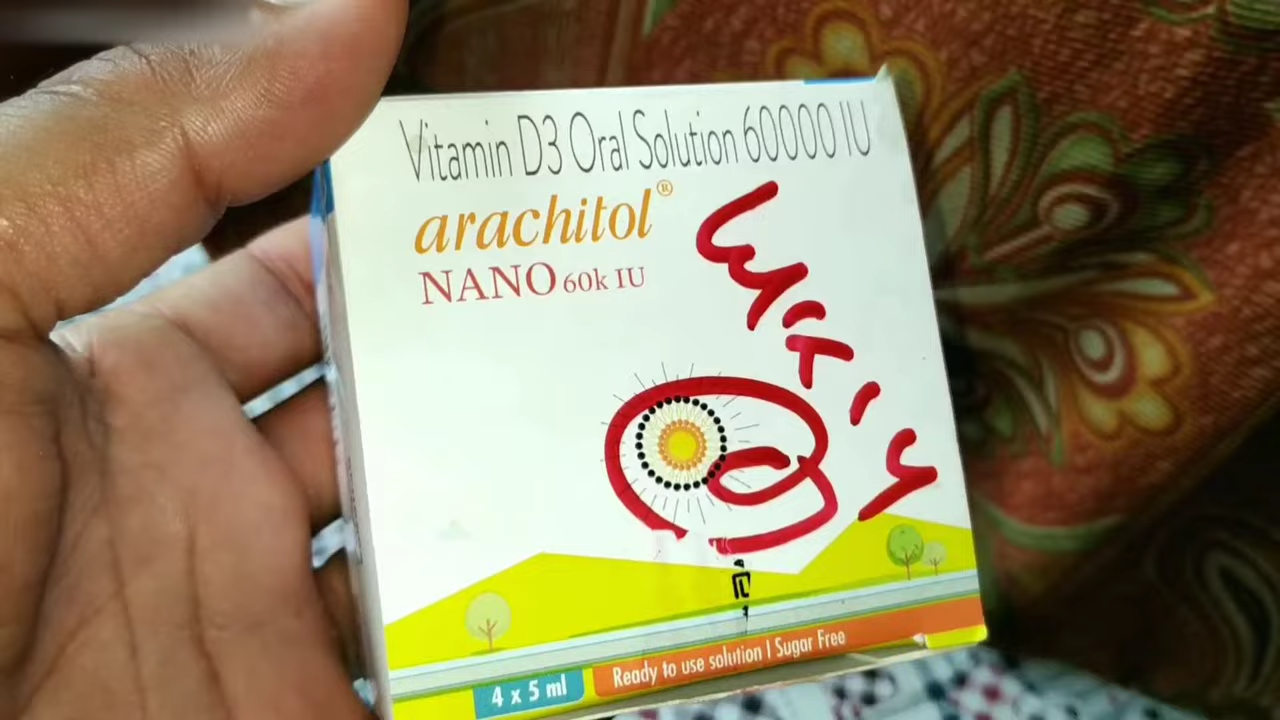 Vitamin D3 Oral Solution 60000 IU
arachitol®
NANO 60k IU
4 x 5 ml
Ready to use solution | Sugar Free